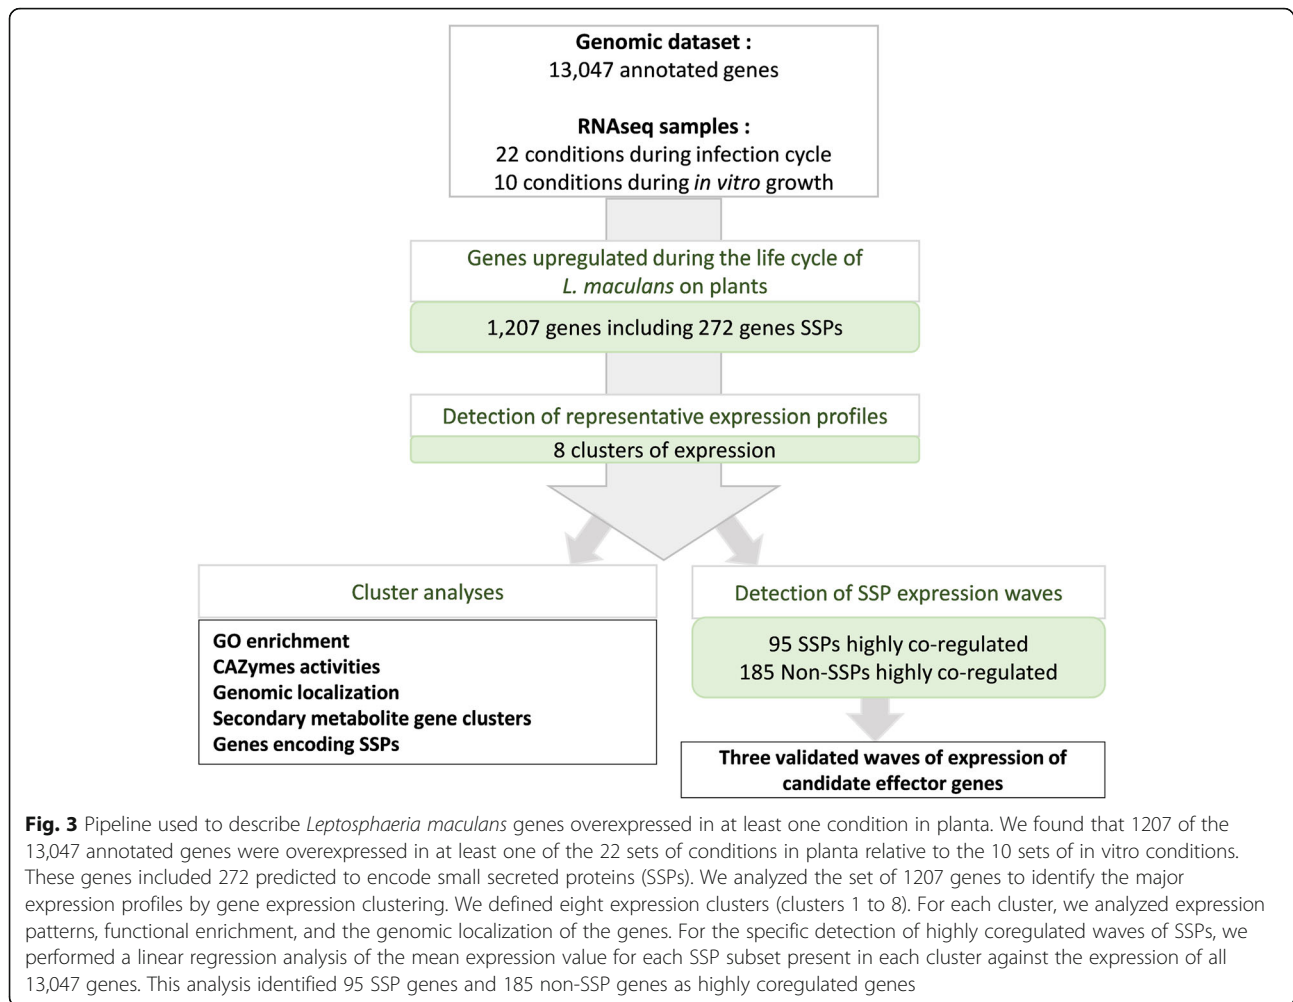 Genomic dataset :
13,047 annotated genes
RNAseq samples :
22 conditions during infection cycle
10 conditions during in vitro growth
Genes upregulated during the life cycle of
L. maculans on plants
1,207 genes including 272 genes SSPs
Detection of representative expression profiles
8 clusters of expression
Cluster analyses
GO enrichment
CAZymes activities
Genomic localization
Secondary metabolite gene clusters
Genes encoding SSPs
Detection of SSP expression waves
95 SSPs highly co-regulated
185 Non-SSPs highly co-regulated
Three validated waves of expression of
candidate effector genes
Fig. 3 Pipeline used to describe Leptosphaeria maculans genes overexpressed in at least one condition in planta. We found that 1207 of the
13,047 annotated genes were overexpressed in at least one of the 22 sets of conditions in planta relative to the 10 sets of in vitro conditions.
These genes included 272 predicted to encode small secreted proteins (SSPs). We analyzed the set of 1207 genes to identify the major
expression profiles by gene expression clustering. We defined eight expression clusters (clusters 1 to 8). For each cluster, we analyzed expression
patterns, functional enrichment, and the genomic localization of the genes. For the specific detection of highly coregulated waves of SSPs, we
performed a linear regression analysis of the mean expression value for each SSP subset present in each cluster against the expression of all
13,047 genes. This analysis identified 95 SSP genes and 185 non-SSP genes as highly coregulated genes